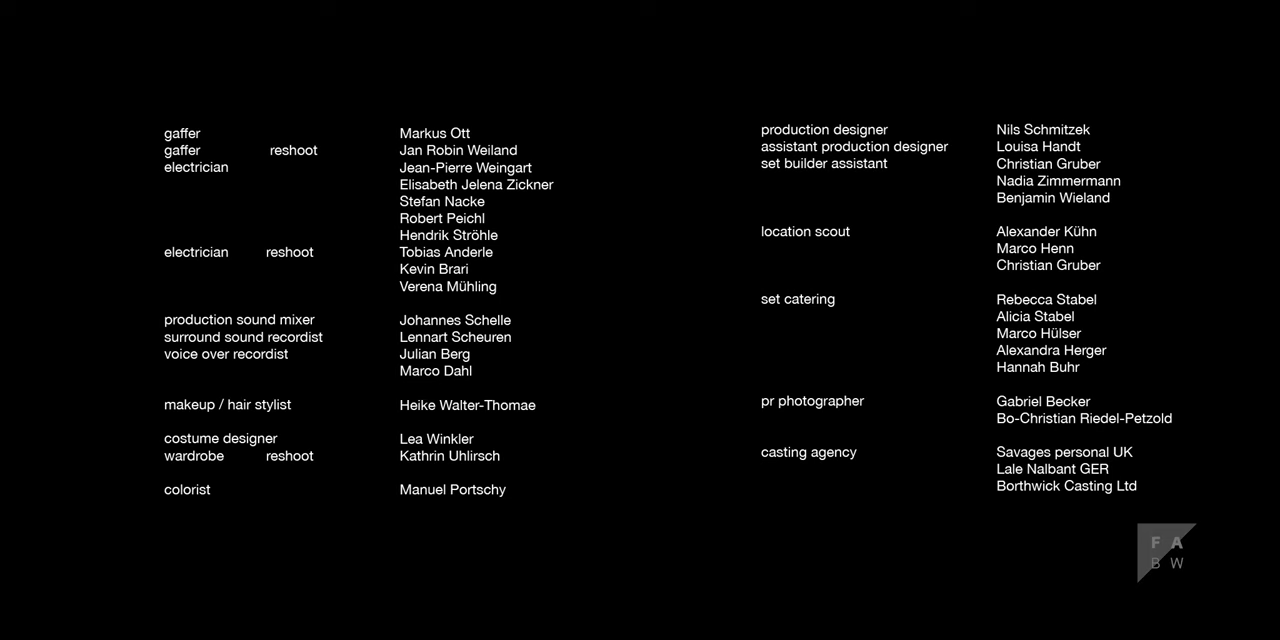 gaffer Markus Ott
gaffer reshoot Jan Robin Weiland
electrician Jean-Pierre Weingart
Elisabeth Jelena Zickner
Stefan Nacke
Robert Peichl
Hendrik Ströhle
electrician reshoot Tobias Anderle
Kevin Brari
Verena Mühling
production sound mixer Johannes Schelle
surround sound recordist Lennart Scheuren
voice over recordist Julian Berg
Marco Dahl
makeup / hair stylist Heike Walter-Thomae
costume designer Lea Winkler
wardrobe reshoot Kathrin Uhlirsch
colorist Manuel Portschy
production designer Nils Schmitzek
assistant production designer Louisa Handt
set builder assistant Christian Gruber
Nadia Zimmermann
Benjamin Wieland
location scout Alexander Kühn
Marco Henn
Christian Gruber
set catering Rebecca Stabel
Alicia Stabel
Marco Hülser
Alexandra Herger
Hannah Buhr
pr photographer Gabriel Becker
Bo-Christian Riedel-Petzold
casting agency Savages personal UK
Lale Nalbant GER
Borthwick Casting Ltd
F A
B W